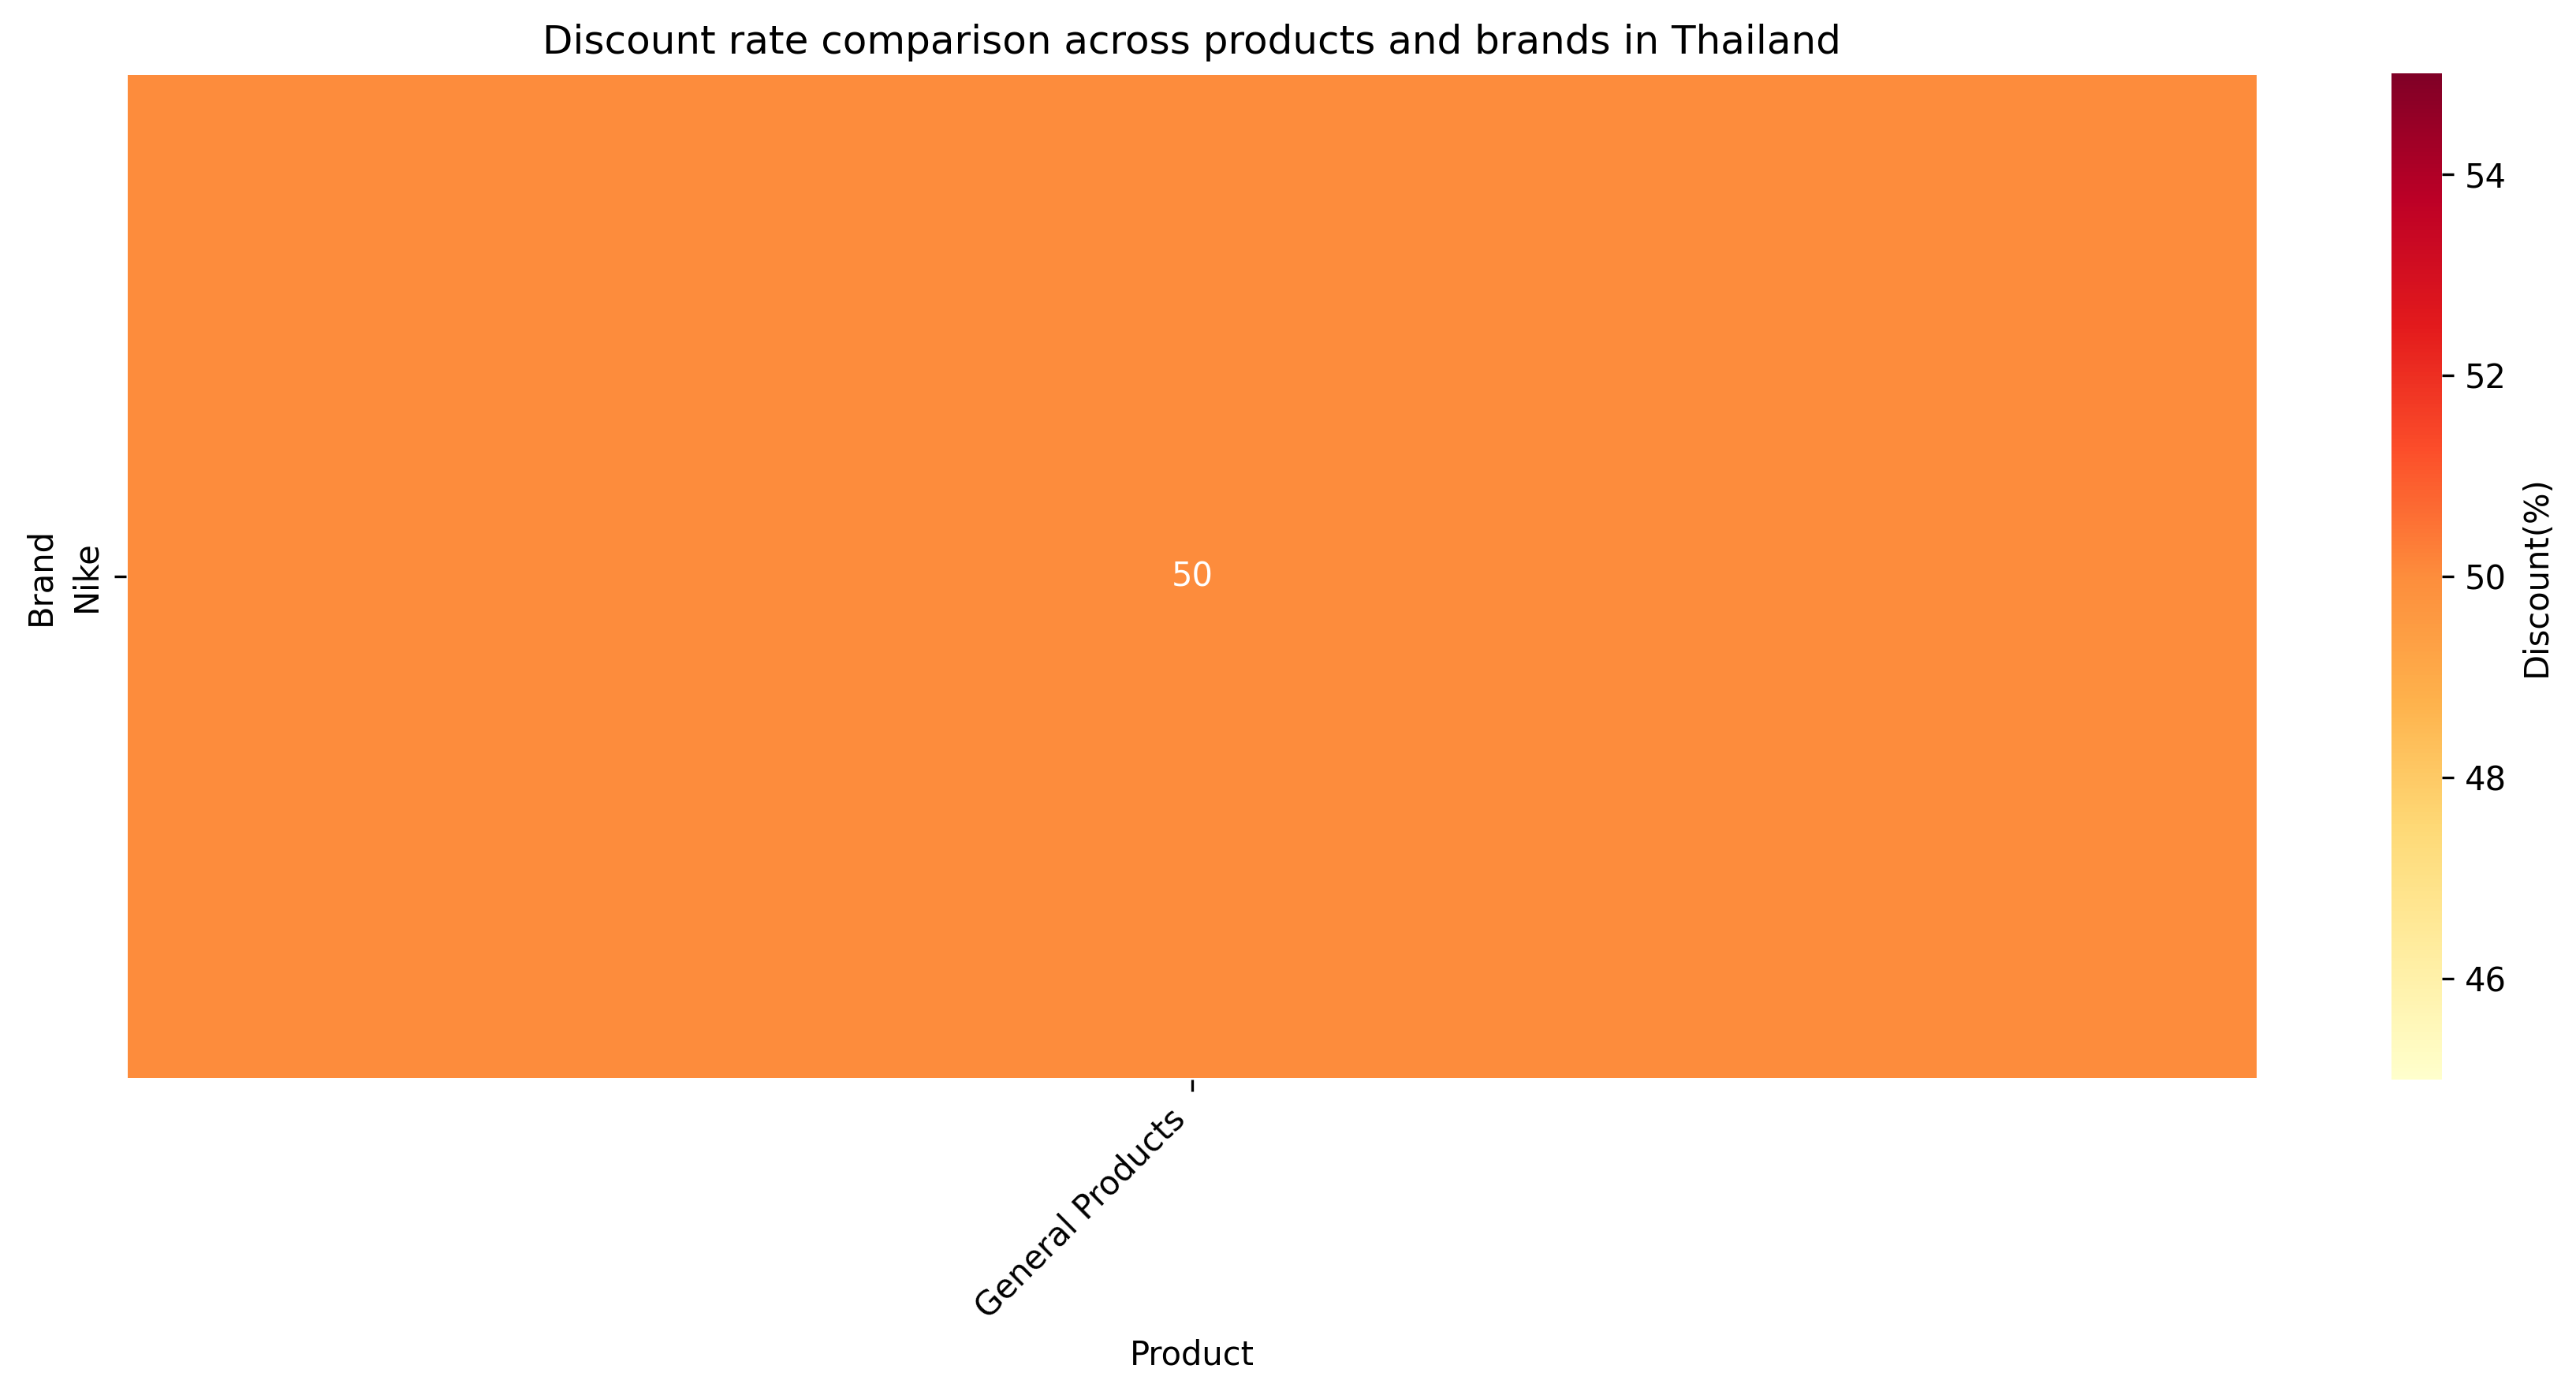 Discount rate comparison across products and brands in Thailand
Brand
Nike
50
General Products
Product
54
52
50
48
46
Discount(%)